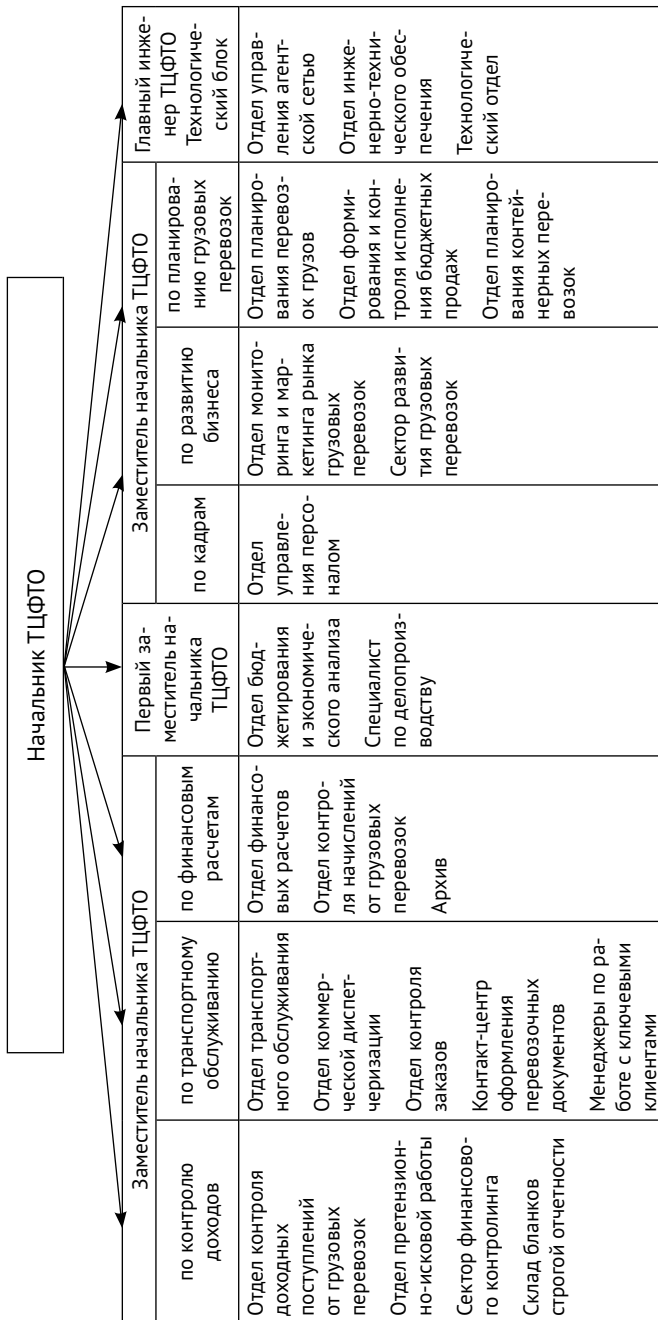 Начальник ТЦФТО
Заместитель начальника ТЦФТО
по контролю
доходов
Отдел контроля
доходных
поступлений
от грузовых
перевозок
Отдел претензион-
но-исковой работы
Сектор финансово-
го контролинга
Склад бланков
строгой отчетности
по транспортному
обслуживанию
Отдел транспорт-
ного обслуживания
Отдел коммер-
ческой диспет-
черизации
Отдел контроля
заказов
Контакт-центр
оформления
перевозочных
документов
Менеджеры по ра-
боте с ключевыми
клиентами
по финансовым
расчетам
Отдел финансо-
вых расчетов
Отдел контро-
ля начислений
от грузовых
перевозок
Архив
Первый за-
меститель на-
чальника
ТЦФТО
Отдел бюд-
жетирования
и экономиче-
ского анализа
Специалист
по делопроиз-
водству
Заместитель начальника ТЦФТО
по кадрам
Отдел
управле-
ния персо-
налом
по развитию
бизнеса
Отдел монито-
ринга и мар-
кетинга рынка
грузовых
перевозок
Сектор разви-
тия грузовых
перевозок
по планирова-
нию грузовых
перевозок
Отдел планиро-
вания перевоз-
ок грузов
Отдел форми-
рования и кон-
троля исполне-
ния бюджетных
продаж
Отдел планиро-
вания контей-
нерных пере-
возок
Главный инже-
нер ТЦФТО
Технологиче-
ский блок
Отдел управ-
ления агент-
ской сетью
Отдел инже-
нерно-техни-
ческого обес-
печения
Технологиче-
ский отдел